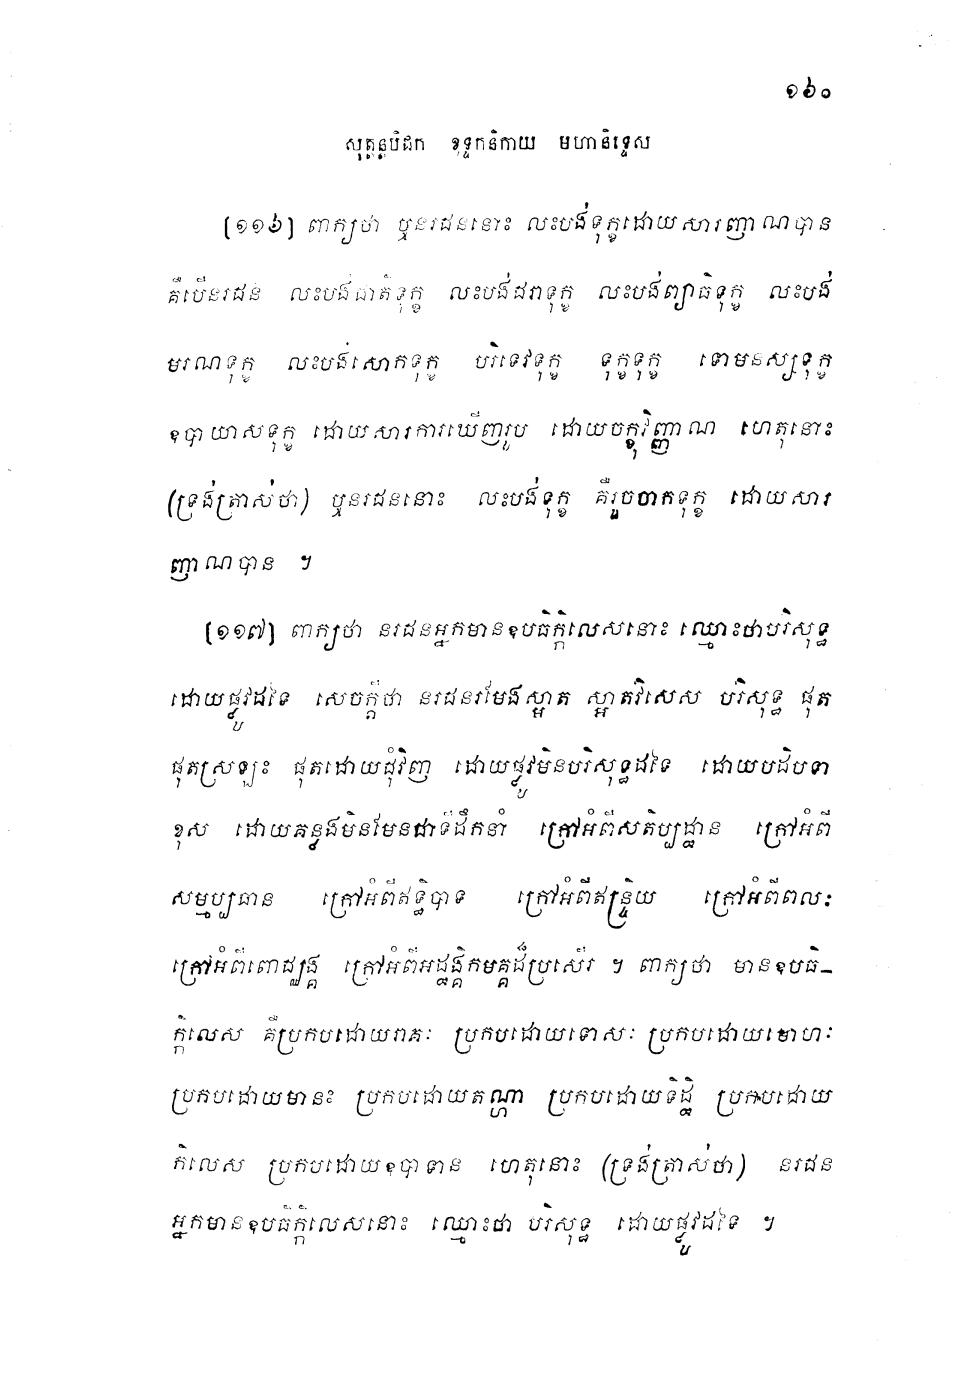 ១៦០
សុត្តន្តបិដក ខុទ្ទកនិកាយ មហានិទ្ទេស
[១១៦] ពាក្យថា ឬនរជននោះ លះបង់ទុក្ខដោយសារញាណបាន
គឺបើនរជន លះបង់ជាតិទុក្ខ លះបង់ជរាទុក្ខ លះបង់ព្យាធិទុក្ខ លះបង់
មរណទុក្ខ លះបង់សោកទុក្ខ បរិទេវទុក្ខ ទុក្ខទុក្ខ ទោមនស្សទុក្ខ
ឧបាយាសទុក្ខ ដោយសារការឃើញរូប ដោយចក្ខុវិញ្ញាណ ហេតុនោះ
(ទ្រង់ត្រាស់ថា) ឬនរជននោះ លះបង់ទុក្ខ គឺរួចចាកទុក្ខ ដោយសារ
ញាណបាន ។
[១១៧] ពាក្យថា នរជនអ្នកមានឧបធិក្កិលេសនោះ ឈ្មោះថាបរិសុទ្ធ
ដោយផ្លូវដទៃ សេចក្តីថា នរជនរមែងស្អាត ស្អាតវិសេស បរិសុទ្ធ ផុត
ផុតស្រឡះ ផុតដោយជុំវិញ ដោយផ្លូវមិនបរិសុទ្ធដទៃ ដោយបដិបទា
ខុស ដោយគន្លងមិនមែនជាទីដឹកនាំ ក្រៅអំពីសតិប្បដ្ឋាន ក្រៅអំពី
សម្មប្បធាន ក្រៅអំពីឥទ្ធិបាទ ក្រៅអំពីឥន្ទ្រិយ ក្រៅអំពីពលៈ
ក្រៅអំពីពោជ្ឈង្គ ក្រៅអំពីអដ្ឋង្គិកមគ្គដ៏ប្រសើរ ។ ពាក្យថា មានឧបធិ-
ក្កិលេស គឺប្រកបដោយរាគៈ ប្រកបដោយទោសៈ ប្រកបដោយមោហៈ
ប្រកបដោយមានះ ប្រកបដោយតណ្ហា ប្រកបដោយទិដ្ឋិ ប្រកបដោយ
កិលេស ប្រកបដោយឧបាទាន ហេតុនោះ (ទ្រង់ត្រាស់ថា) នរជន
អ្នកមានឧបធិក្កិលេសនោះ ឈ្មោះថា បរិសុទ្ធ ដោយផ្លូវដទៃ ។